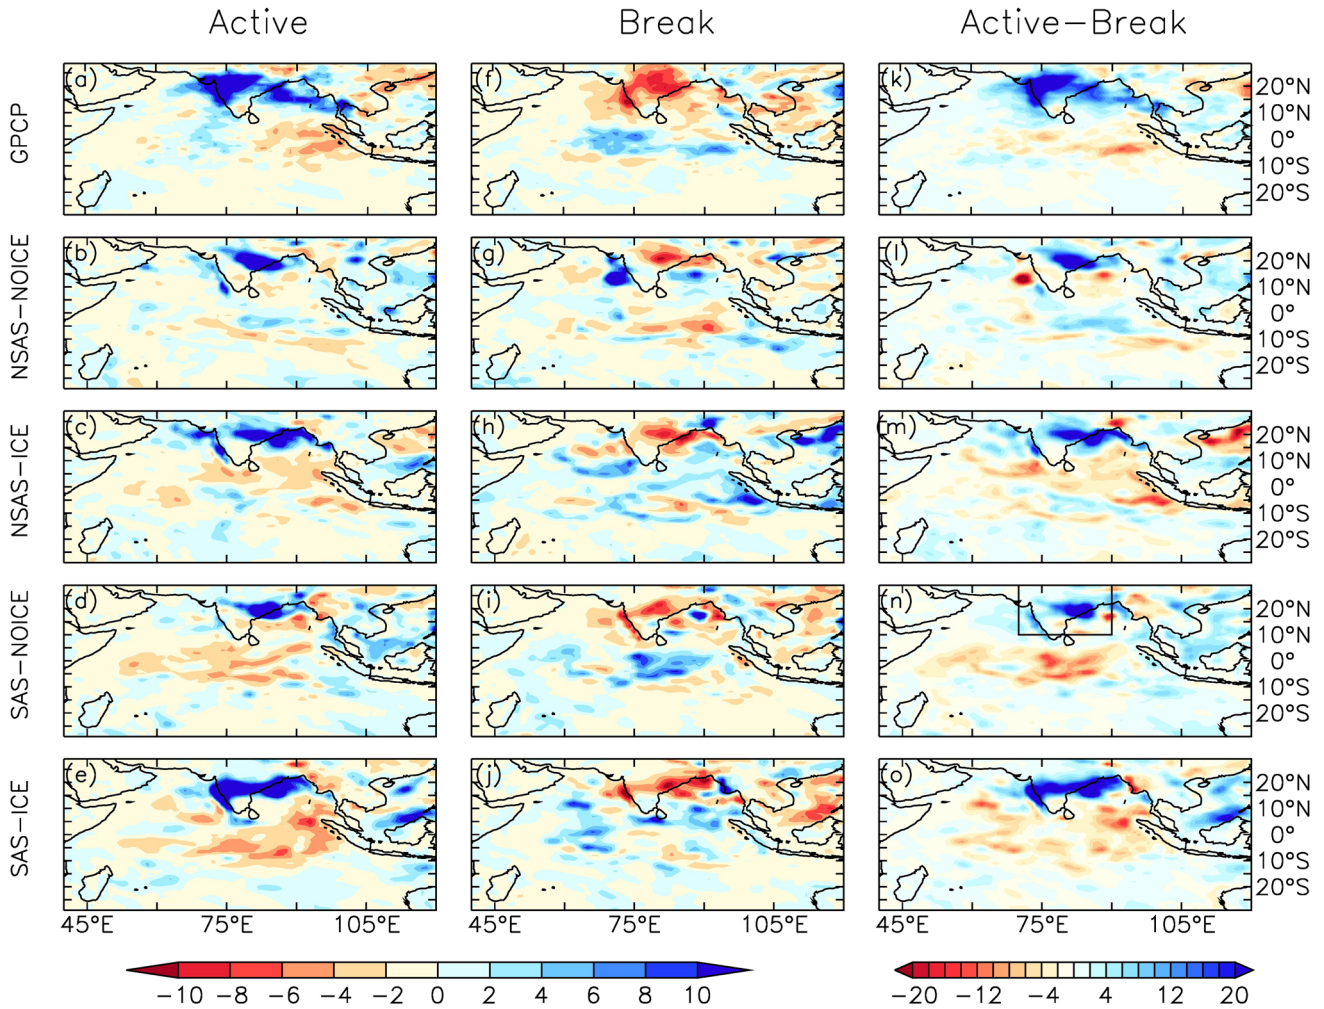 Active Break Active−Break
GPCP (a) (f) (k) 20°N 10°N 0° 10°S 20°S
NSAS−NOICE (b) (g) (l) 20°N 10°N 0° 10°S 20°S
NSAS−ICE (c) (h) (m) 20°N 10°N 0° 10°S 20°S
SAS−NOICE (d) (i) (n) 20°N 10°N 0° 10°S 20°S
SAS−ICE (e) (j) (o) 20°N 10°N 0° 10°S 20°S
45°E 75°E 105°E 45°E 75°E 105°E 45°E 75°E 105°E
−10 −8 −6 −4 −2 0 2 4 6 8 10 −20 −12 −4 4 12 20